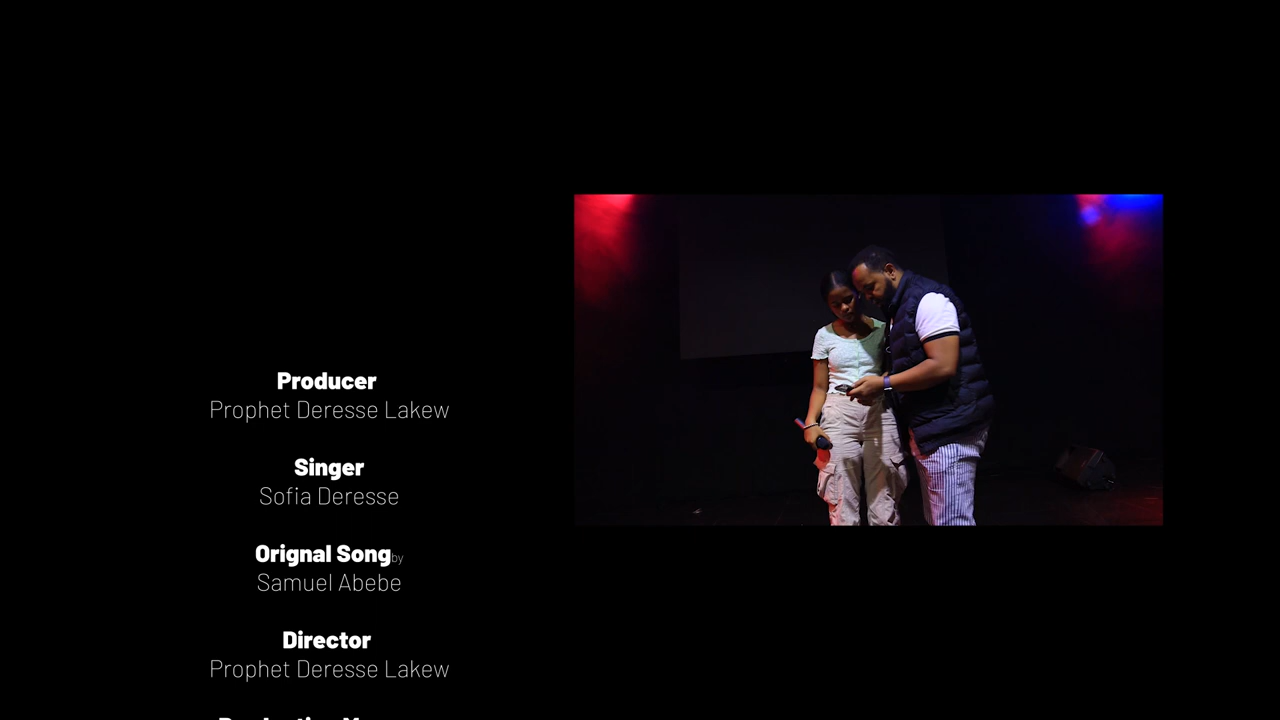 Producer
Prophet Deresse Lakew
Singer
Sofia Deresse
Orignal Song by
Samuel Abebe
Director
Prophet Deresse Lakew